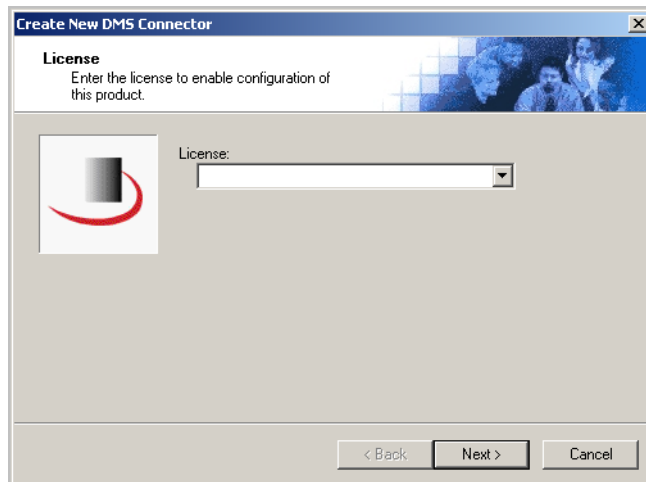 Create New DMS Connector
License
Enter the license to enable configuration of
this product.
License:
< Back
Next >
Cancel